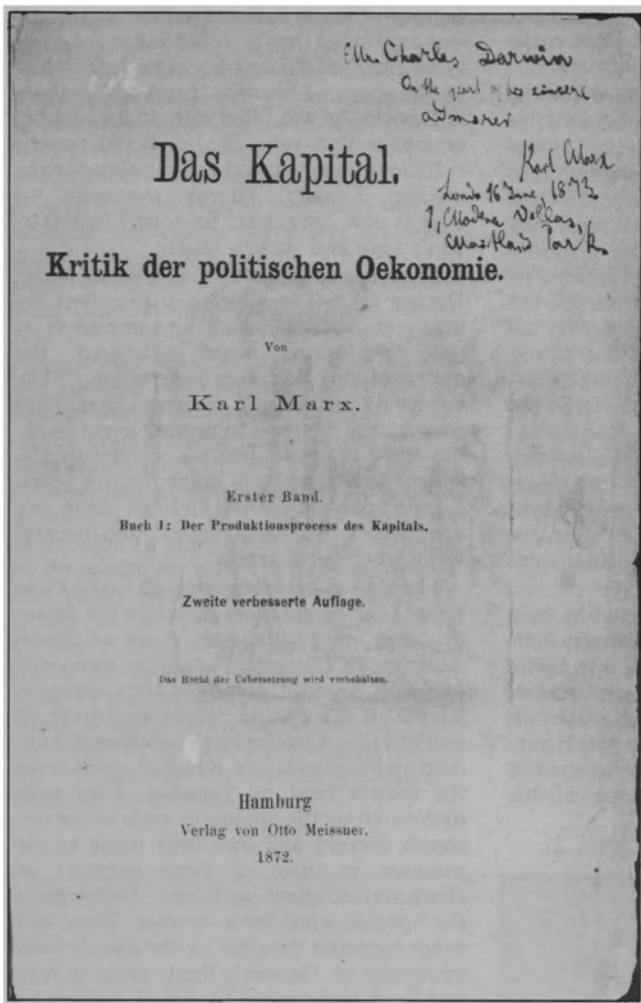 Mr. Charles Darwin
On the part of his sincere
admirer
Karl Marx
London 16 June, 1873
1, Modena Villas,
Maitland Park.
Das Kapital.
Kritik der politischen Oekonomie.
Von
Karl Marx.
Erster Band.
Buch I: Der Produktionsprocess des Kapitals.
Zweite verbesserte Auflage.
Das Recht der Uebersetzung wird vorbehalten.
Hamburg
Verlag von Otto Meissner.
1872.